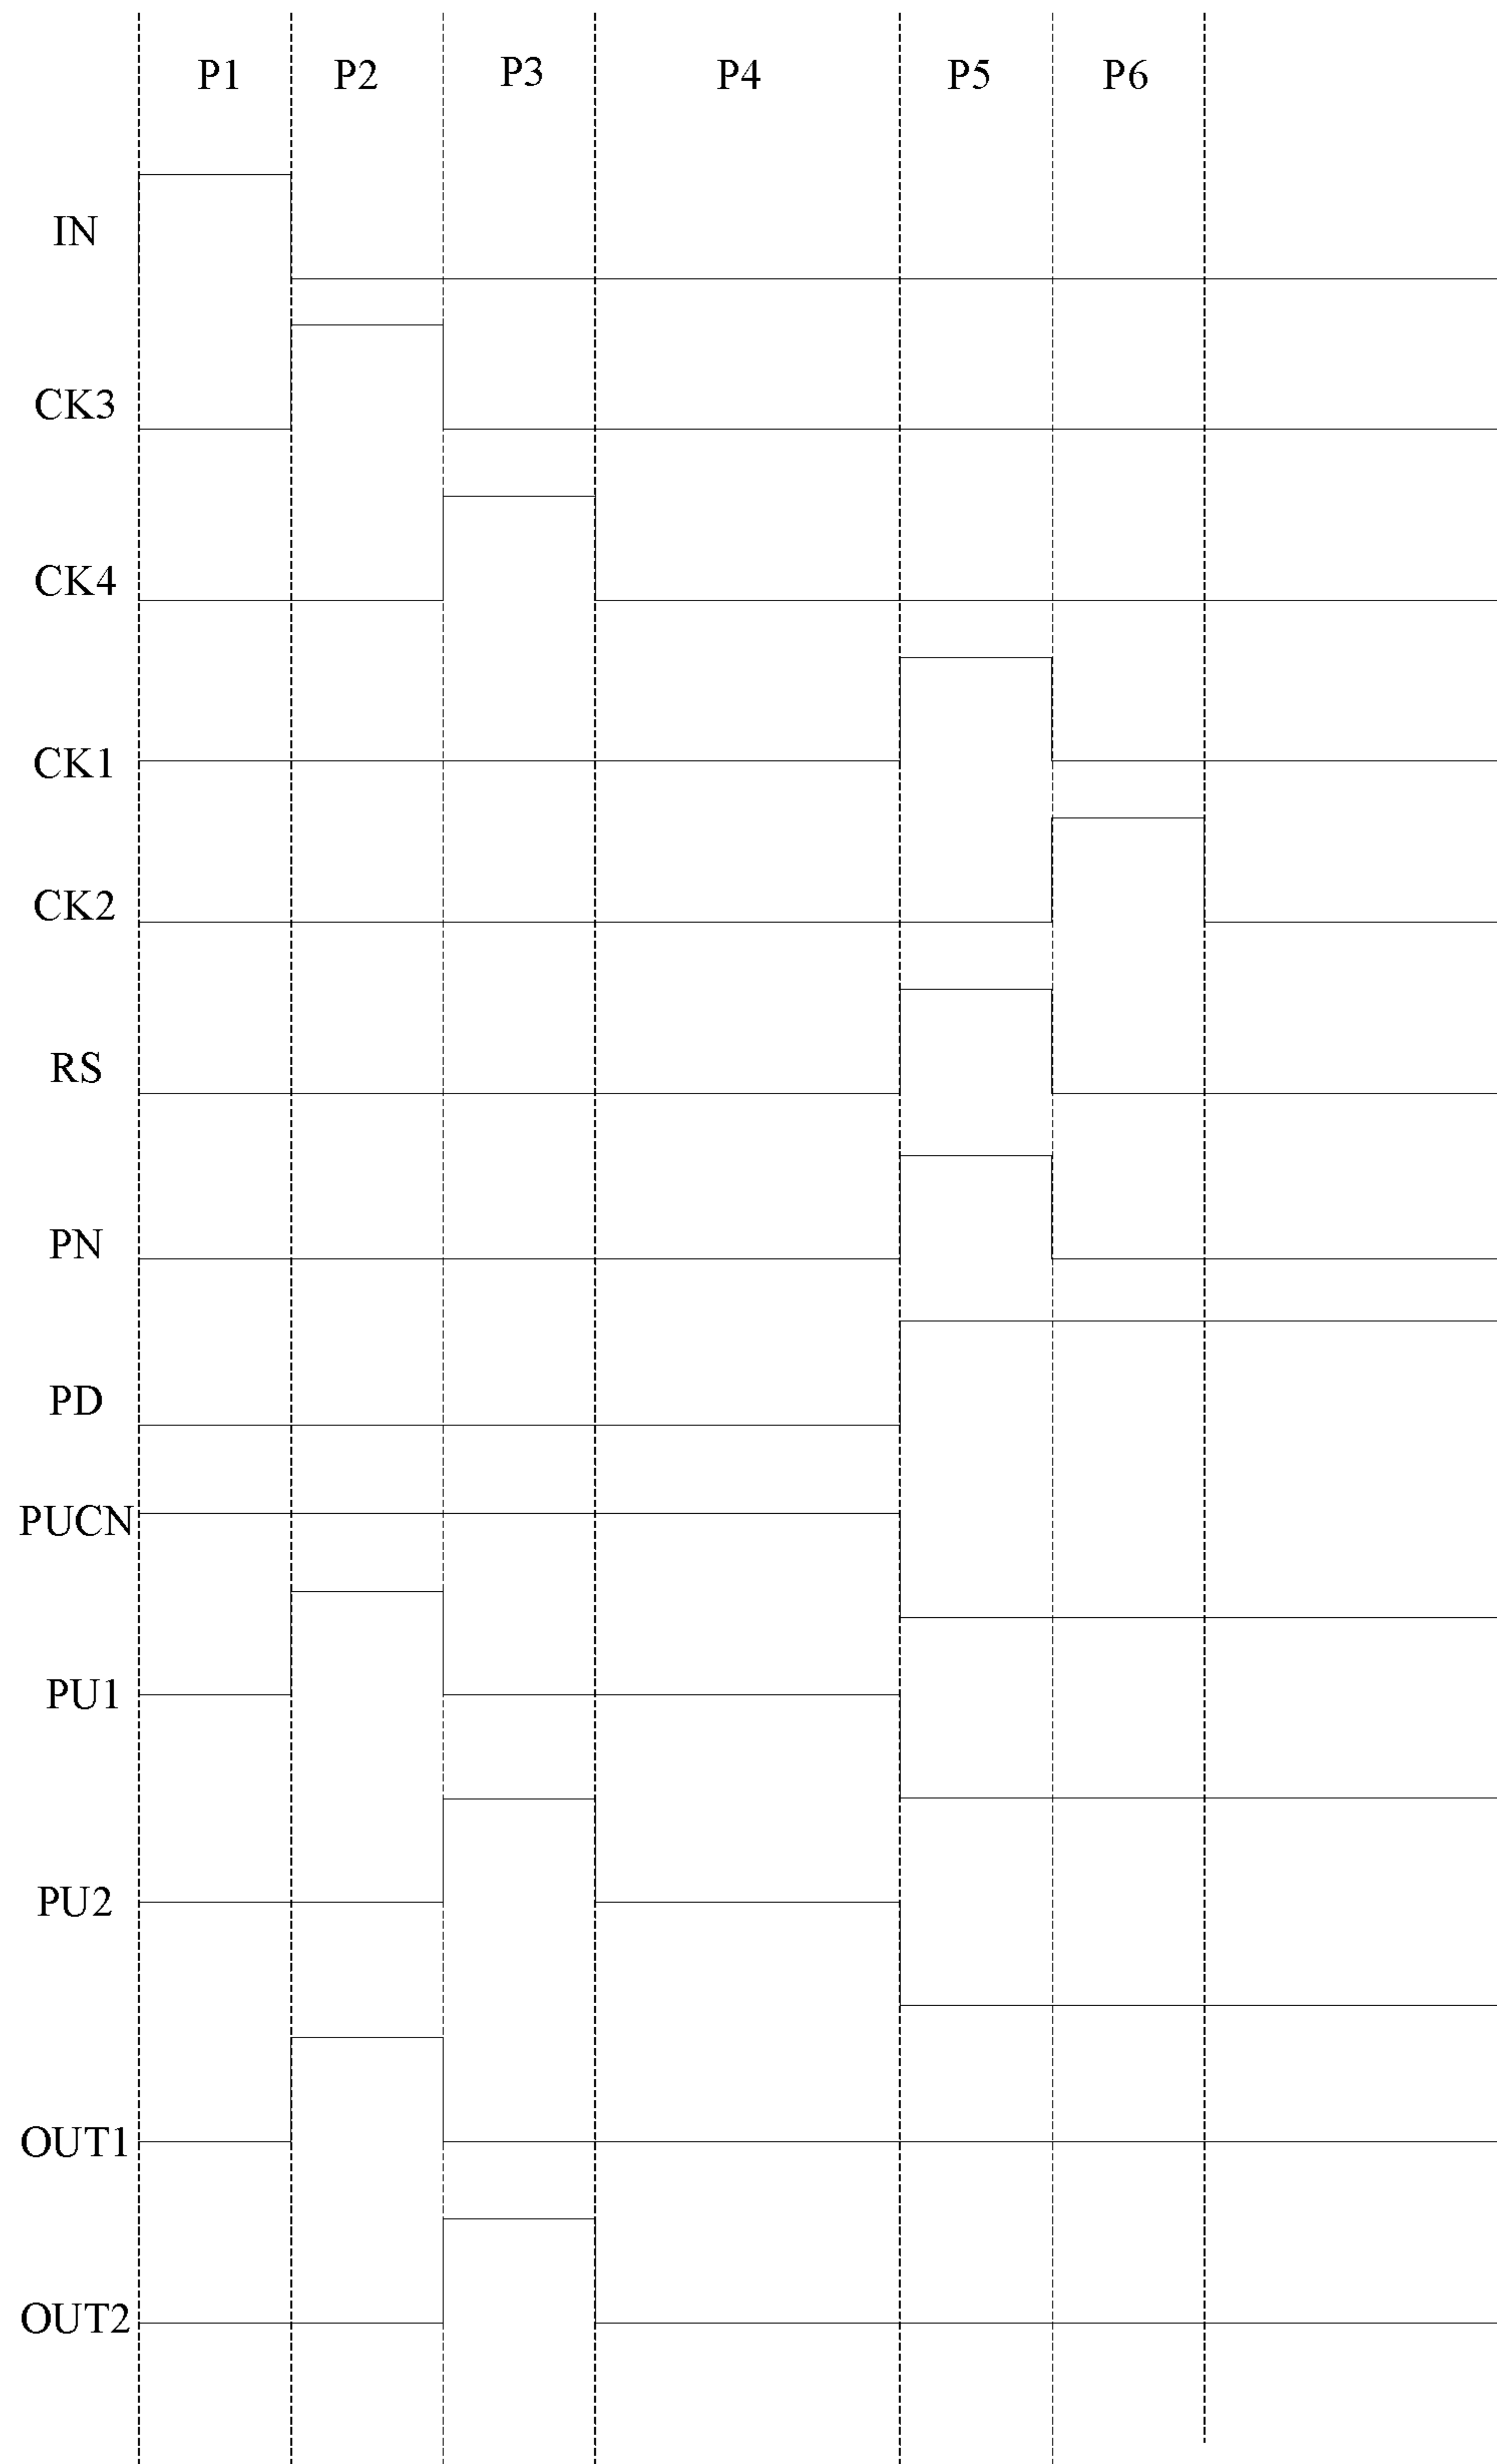 P1 P2 P3 P4 P5 P6
IN
CK3
CK4
CK1
CK2
RS
PN
PD
PUCN
PU1
PU2
OUT1
OUT2